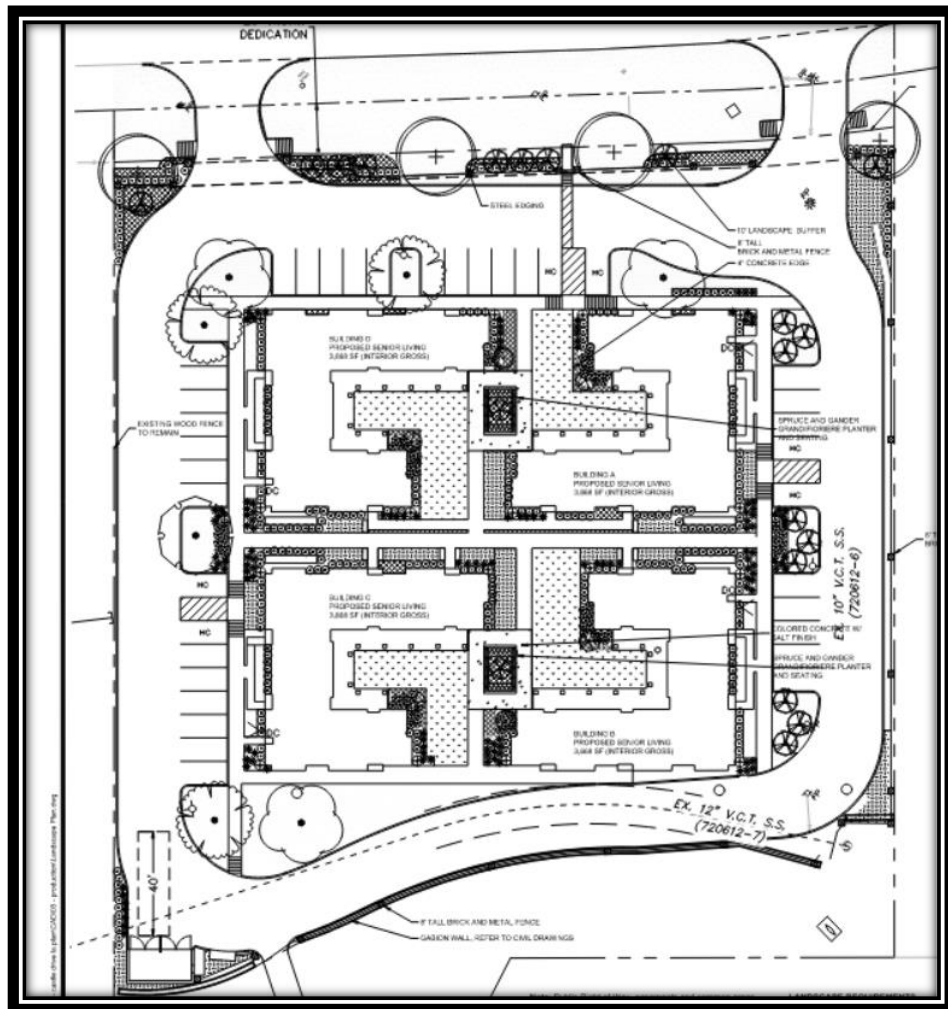 DEDICATION
STEEL EDGING
10' LANDSCAPE BUFFER
TALL
BRICK AND METAL FENCE
CONCRETE EDGE
HC
HC
BUILDING D
PROPOSED SENIOR LIVING
3,868 SF (INTERIOR GROSS)
EXISTING WOOD FENCE
TO REMAIN
SPRUCE AND GANDER
PLANTER
AND SEATING
HC
BUILDING A
PROPOSED SENIOR LIVING
3,868 SF (INTERIOR GROSS)
HC
DC
EX. 10" V.C.T. S.S.
(720612-6)
HC
BUILDING C
PROPOSED SENIOR LIVING
3,868 SF (INTERIOR GROSS)
HC
COLORED CONCRETE W/
SALT FINISH
SPRUCE AND GANDER
PLANTER
AND SEATING
DC
BUILDING B
PROPOSED SENIOR LIVING
3,868 SF (INTERIOR GROSS)
EX. 12" V.C.T. S.S.
(720612-7)
40'
TALL BRICK AND METAL FENCE
GABION WALL, REFER TO CIVIL DRAWINGS
LANDSCAPE REQUIREMENTS